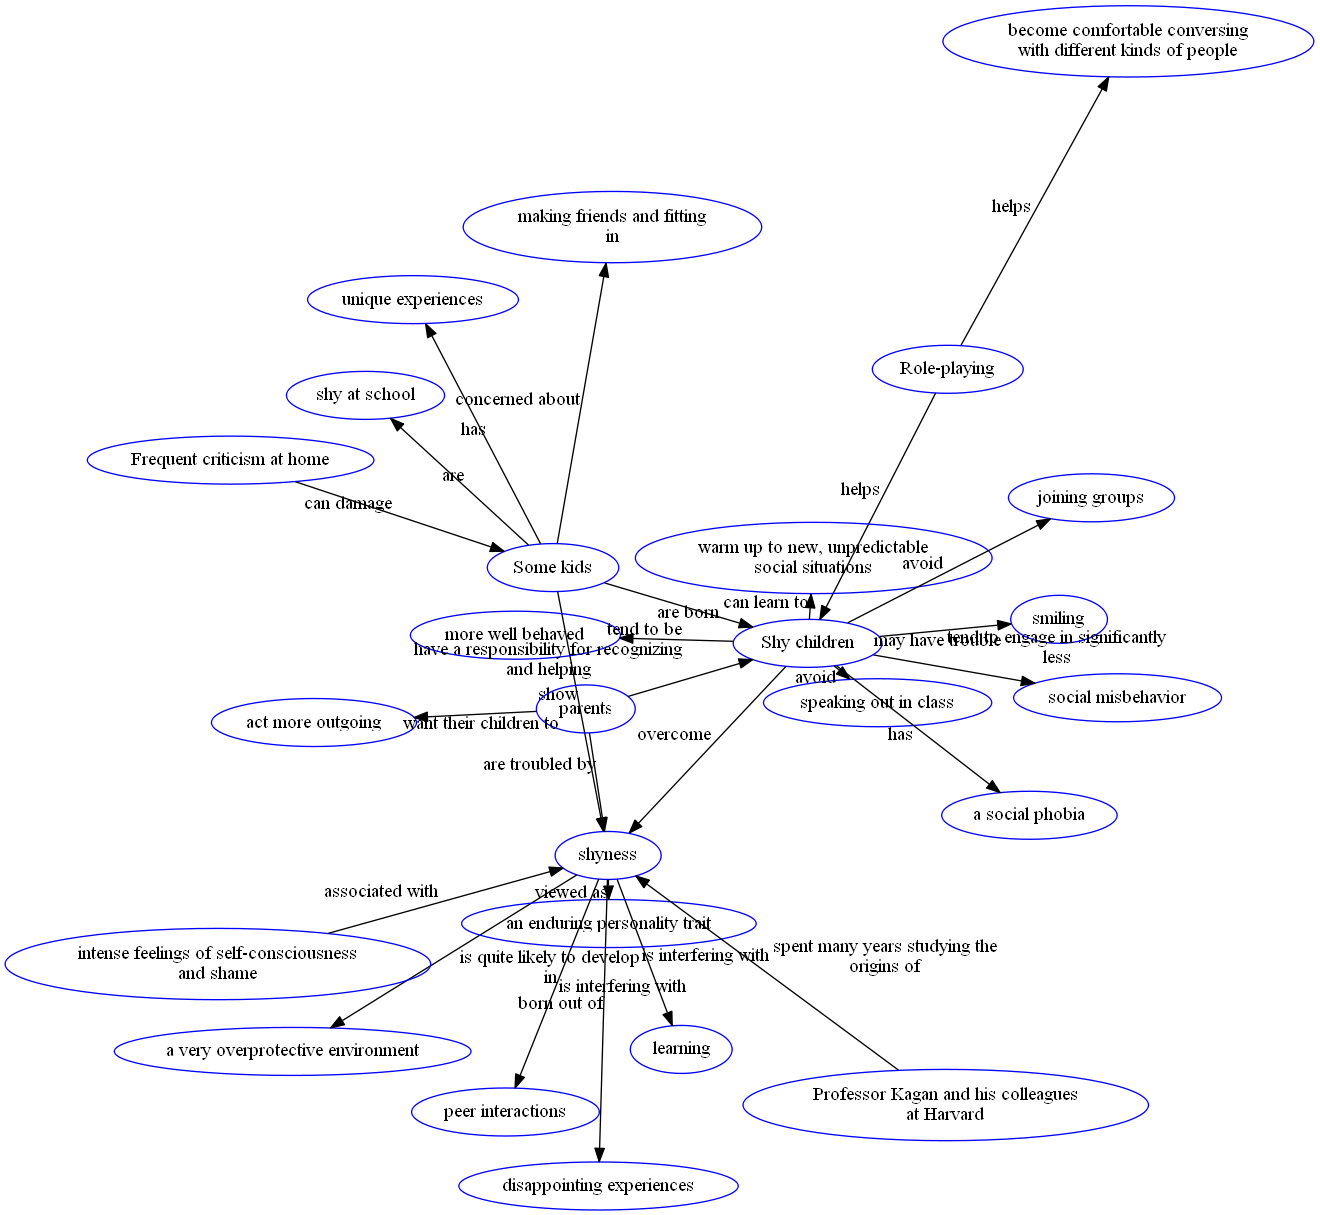 become comfortable conversing
with different kinds of people
helps
making friends and fitting
in
unique experiences
Role-playing
shy at school
concerned about
has
Frequent criticism at home
are
can damage
helps
joining groups
warm up to new, unpredictable
social situations
avoid
Some kids
can learn to
are born
smiling
tend to be
more well behaved
Shy children
may have trouble
tend to engage in significantly
less
have a responsibility for recognizing
and helping
avoid
show
parents
speaking out in class
social misbehavior
act more outgoing
want their children to
overcome
has
are troubled by
a social phobia
shyness
associated with
viewed as
an enduring personality trait
intense feelings of self-consciousness
and shame
is quite likely to develop
in
is interfering with
spent many years studying the
origins of
is interfering with
born out of
a very overprotective environment
learning
peer interactions
Professor Kagan and his colleagues
at Harvard
disappointing experiences